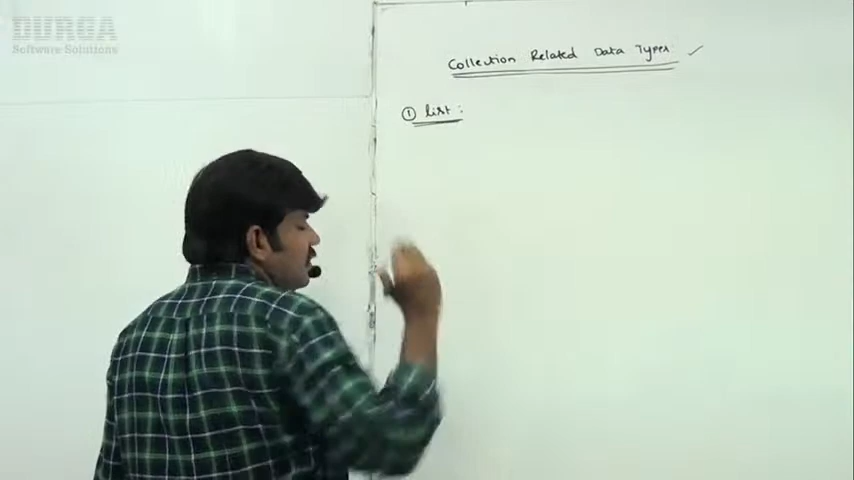 DURGA
Software Solutions
Collection Related Data Types: ✓
① list :